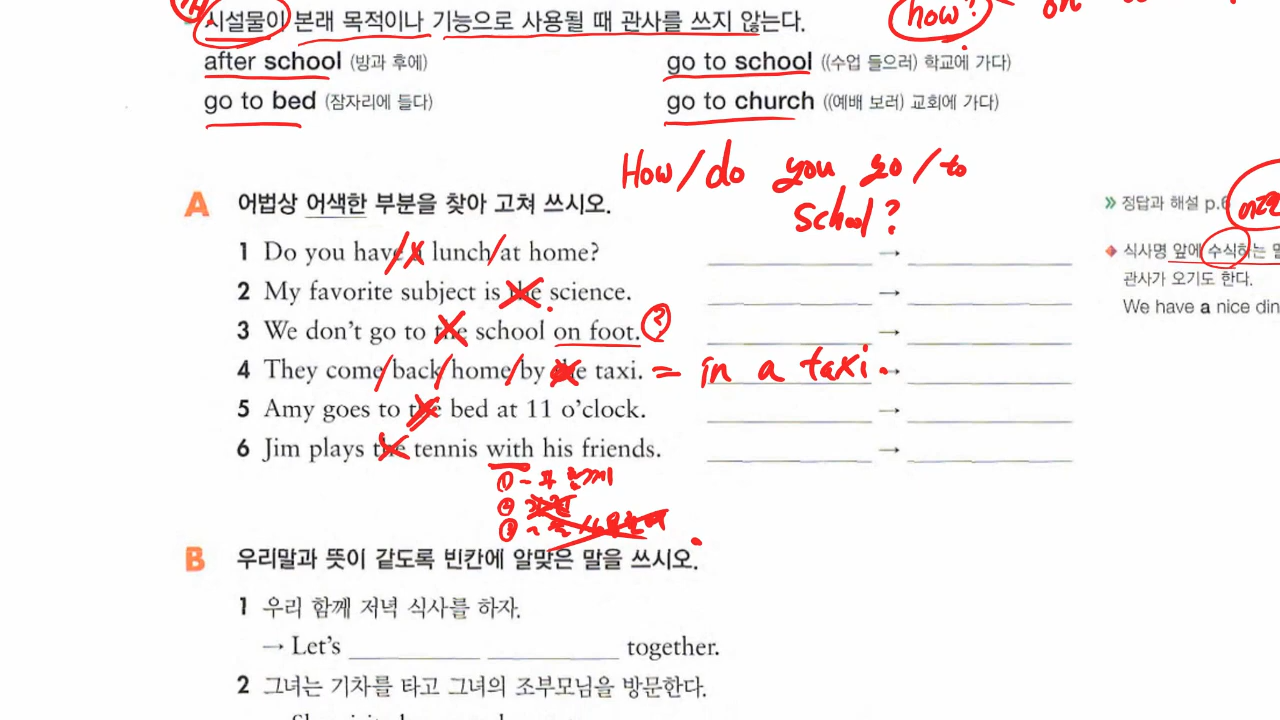 시설물이 본래 목적이나 기능으로 사용될 때 관사를 쓰지 않는다.
how?
on
after school (방과 후에)
go to school ((수업 들으러) 학교에 가다)
go to bed (잠자리에 들다)
go to church ((예배 보러) 교회에 가다)
How / do you go / to
school?
A 어법상 어색한 부분을 찾아 고쳐 쓰시오.
» 정답과 해설 p.6
1 Do you have a lunch at home? →
식사명 앞에 수식하는 말
관사가 오기도 한다.
We have a nice din
2 My favorite subject is the science. →
3 We don't go to the school on foot. ② →
4 They come back home by the taxi. = in a taxi. →
5 Amy goes to the bed at 11 o'clock. →
6 Jim plays the tennis with his friends. →
① ~과 함께
②
③
B 우리말과 뜻이 같도록 빈칸에 알맞은 말을 쓰시오.
1 우리 함께 저녁 식사를 하자.
→ Let's ____ ____ together.
2 그녀는 기차를 타고 그녀의 조부모님을 방문한다.